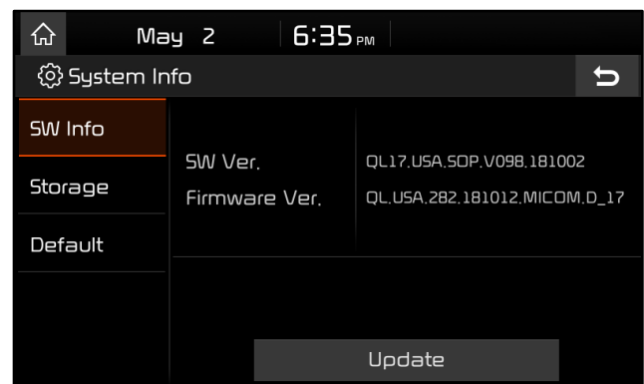 May 2 6:35 PM
System Info
SW Info
Storage
Default
SW Ver. QL17.USA.SOP.V098.181002
Firmware Ver. QL.USA.282.181012.MICOM.D_17
Update